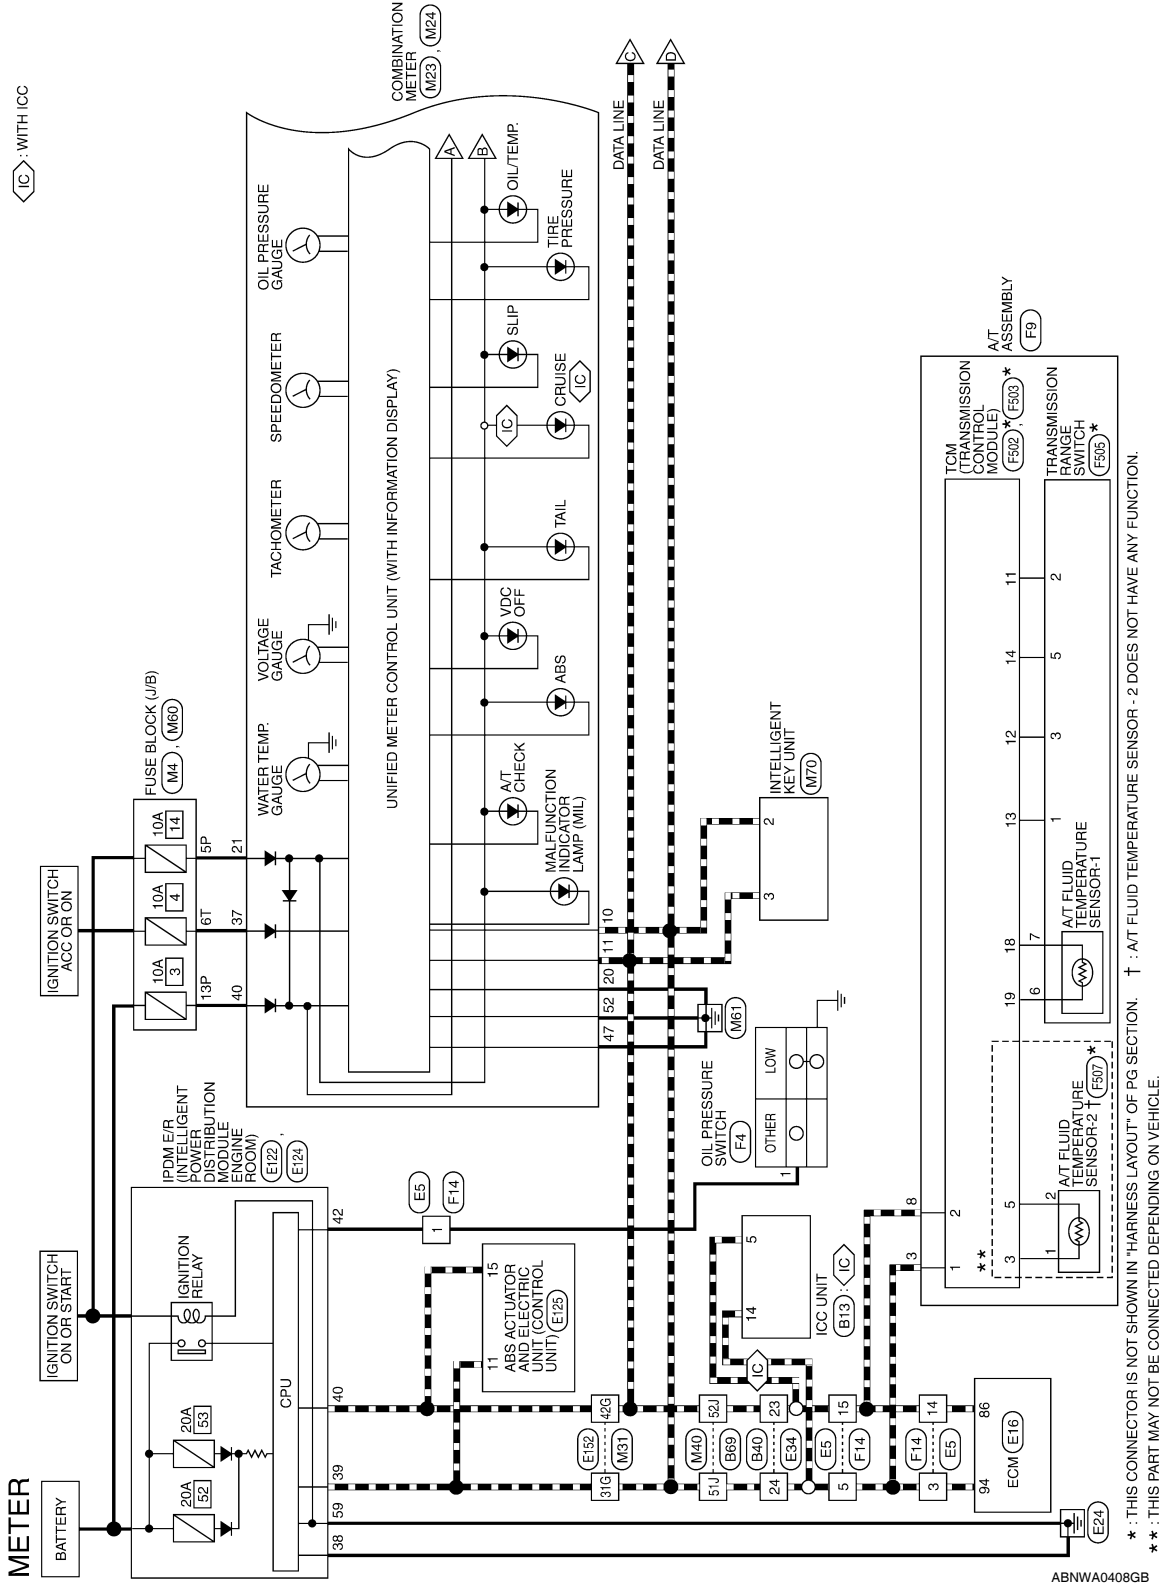 METER
IC : WITH ICC
BATTERY
IGNITION SWITCH
ON OR START
IGNITION SWITCH
ACC OR ON
FUSE BLOCK (J/B)
M4 , M60
10A
3
10A
4
10A
14
13P
6T
5P
40
37
21
IPDM E/R
(INTELLIGENT
POWER
DISTRIBUTION
MODULE
ENGINE
ROOM)
E122 ,
E124
20A
52
20A
53
IGNITION
RELAY
CPU
38
59
39
40
42
COMBINATION
METER
M23 , M24
WATER TEMP.
GAUGE
VOLTAGE
GAUGE
TACHOMETER
SPEEDOMETER
OIL PRESSURE
GAUGE
UNIFIED METER CONTROL UNIT (WITH INFORMATION DISPLAY)
A
B
MALFUNCTION
INDICATOR
LAMP (MIL)
A/T
CHECK
ABS
VDC
OFF
TAIL
IC
CRUISE
IC
SLIP
TIRE
PRESSURE
OIL/TEMP.
47
52
20
11
10
M61
DATA LINE
C
DATA LINE
D
E5
1
F14
15
11
ABS ACTUATOR
AND ELECTRIC
UNIT (CONTROL
UNIT) E125
OIL PRESSURE
SWITCH
F4
OTHER
LOW
1
INTELLIGENT
KEY UNIT
M70
3
2
31G
E152
M31
42G
51J
M40
B69
52J
24
B40
E34
23
IC
14
5
ICC UNIT
B13 : IC
5
E5
F14
15
3
F14
E5
14
94
86
ECM E16
E24
A/T
ASSEMBLY
F9
3
8
1
2
TCM
(TRANSMISSION
CONTROL
MODULE)
F502 * , F503 *
**
3
5
1
2
A/T FLUID
TEMPERATURE
SENSOR-2 † F507 *
19
18
13
12
14
11
6
7
1
3
5
2
A/T FLUID
TEMPERATURE
SENSOR-1
TRANSMISSION
RANGE
SWITCH
F505 *
* : THIS CONNECTOR IS NOT SHOWN IN "HARNESS LAYOUT" OF PG SECTION.
† : A/T FLUID TEMPERATURE SENSOR - 2 DOES NOT HAVE ANY FUNCTION.
** : THIS PART MAY NOT BE CONNECTED DEPENDING ON VEHICLE.
ABNWA0408GB